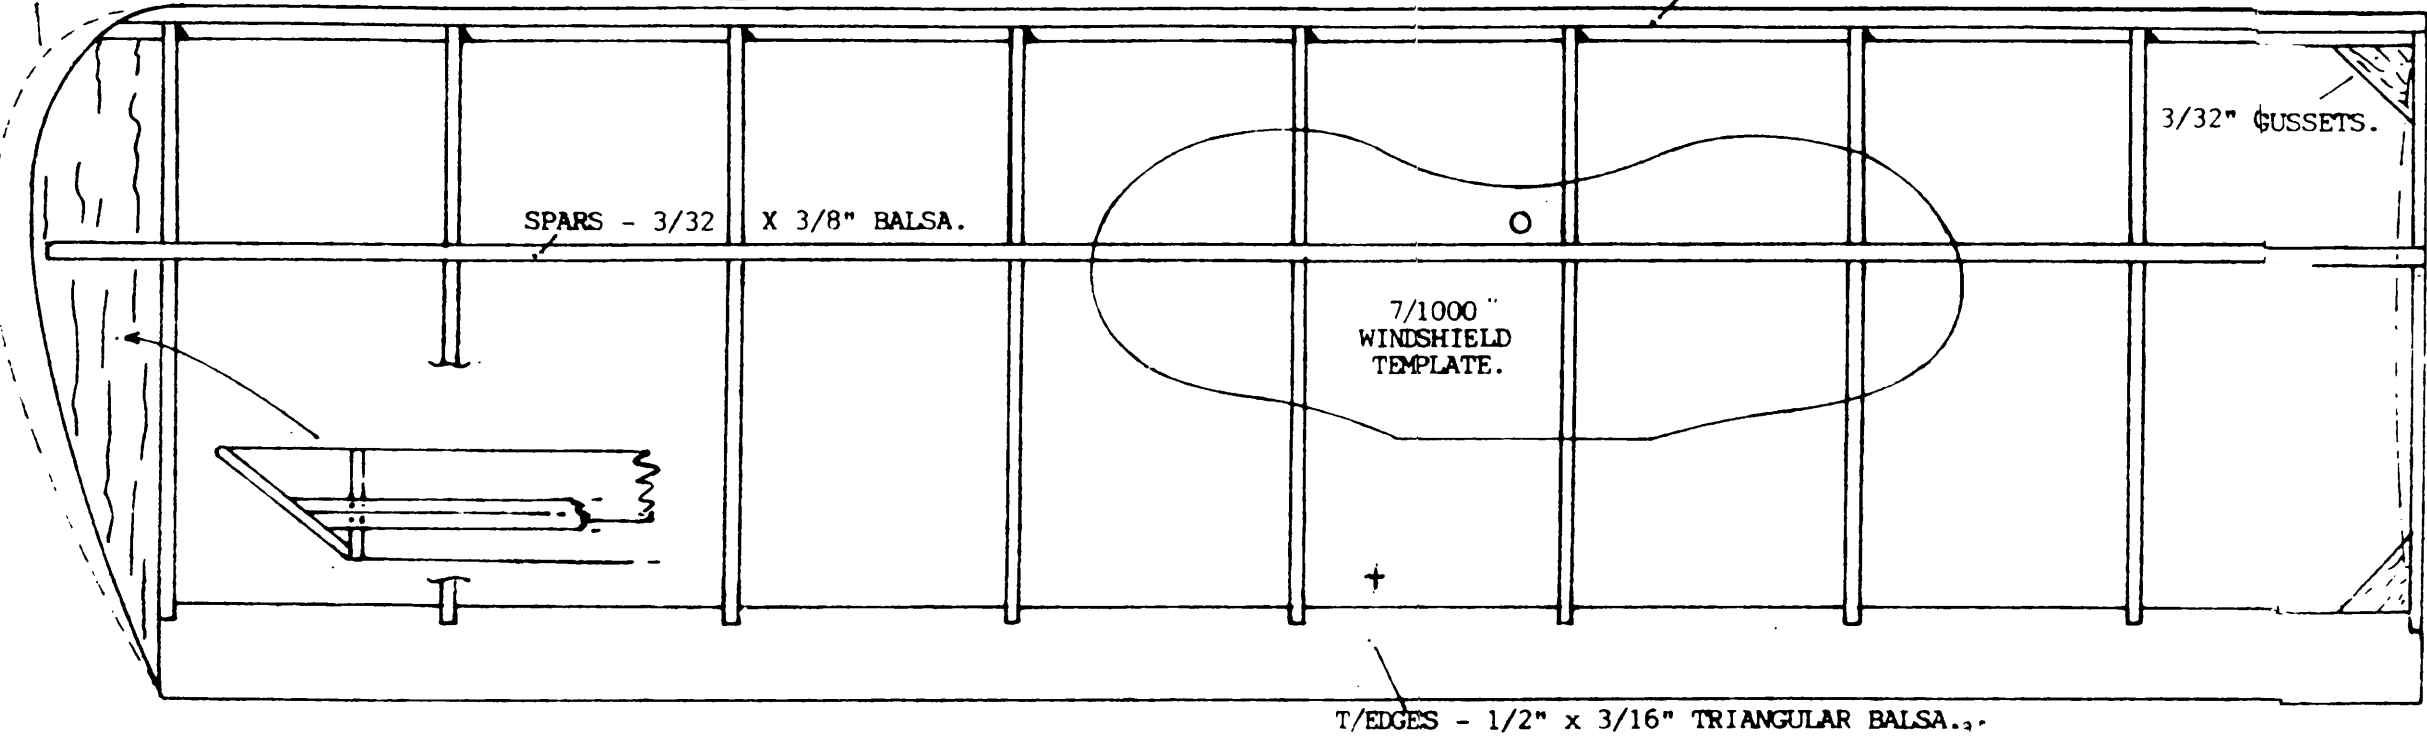 3/32" GUSSETS.
SPARS - 3/32 X 3/8" BALSA.
7/1000"
WINDSHIELD
TEMPLATE.
T/EDGES - 1/2" x 3/16" TRIANGULAR BALSA.